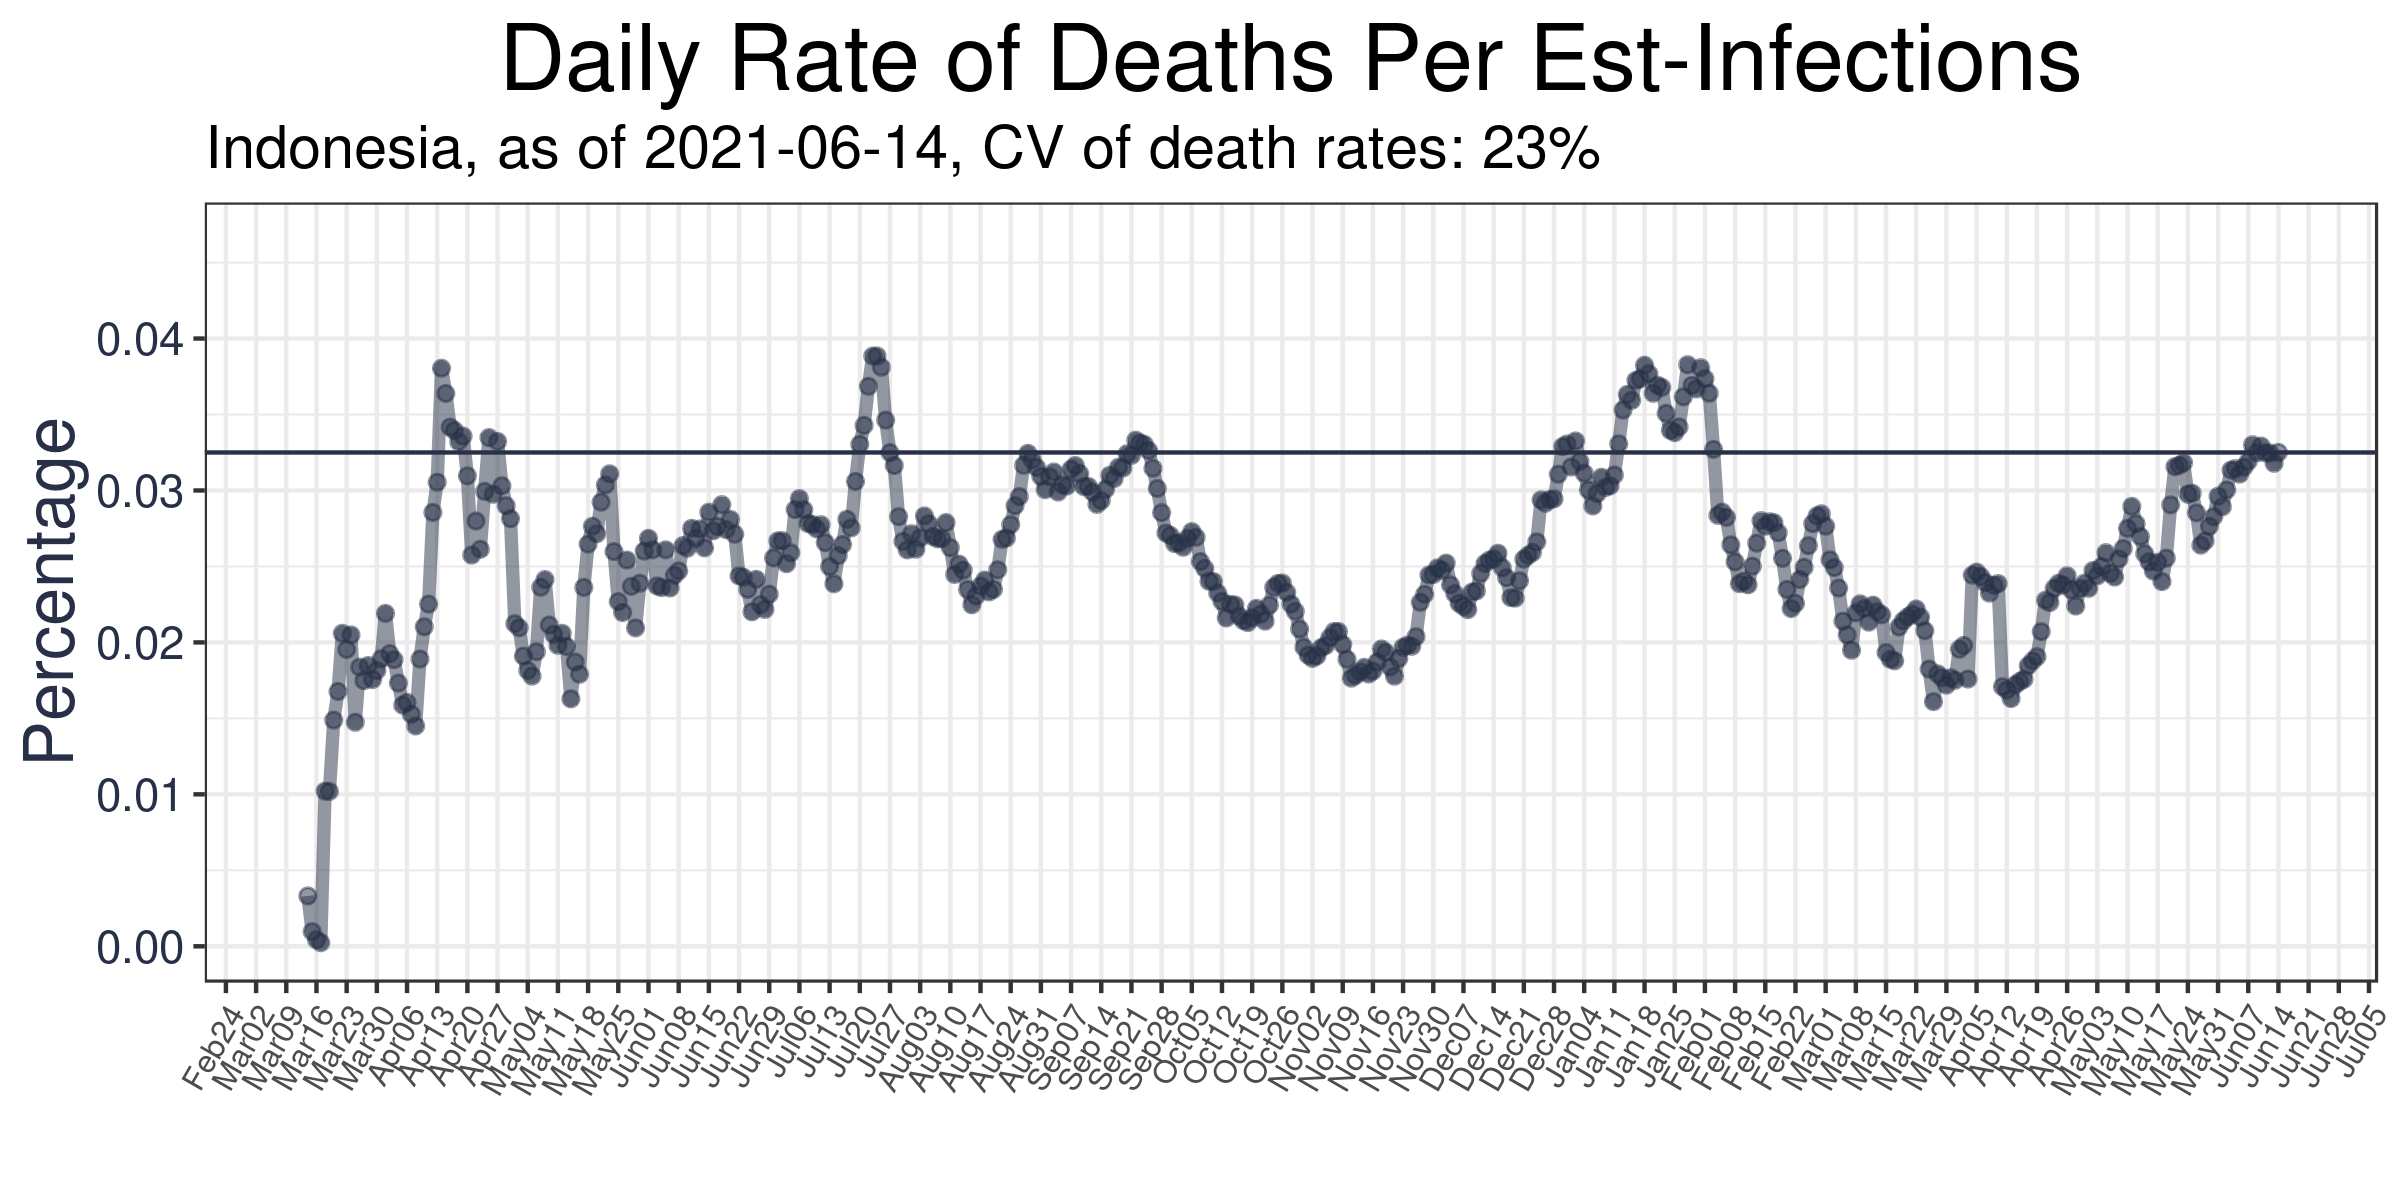 Daily Rate of Deaths Per Est-Infections
Indonesia, as of 2021-06-14, CV of death rates: 23%
Percentage
0.04
0.03
0.02
0.01
0.00
Feb24
Mar02
Mar09
Mar16
Mar23
Mar30
Apr06
Apr13
Apr20
Apr27
May04
May11
May18
May25
Jun01
Jun08
Jun15
Jun22
Jun29
Jul06
Jul13
Jul20
Jul27
Aug03
Aug10
Aug17
Aug24
Aug31
Sep07
Sep14
Sep21
Sep28
Oct05
Oct12
Oct19
Oct26
Nov02
Nov09
Nov16
Nov23
Nov30
Dec07
Dec14
Dec21
Dec28
Jan04
Jan11
Jan18
Jan25
Feb01
Feb08
Feb15
Feb22
Mar01
Mar08
Mar15
Mar22
Mar29
Apr05
Apr12
Apr19
Apr26
May03
May10
May17
May24
May31
Jun07
Jun14
Jun21
Jun28
Jul05